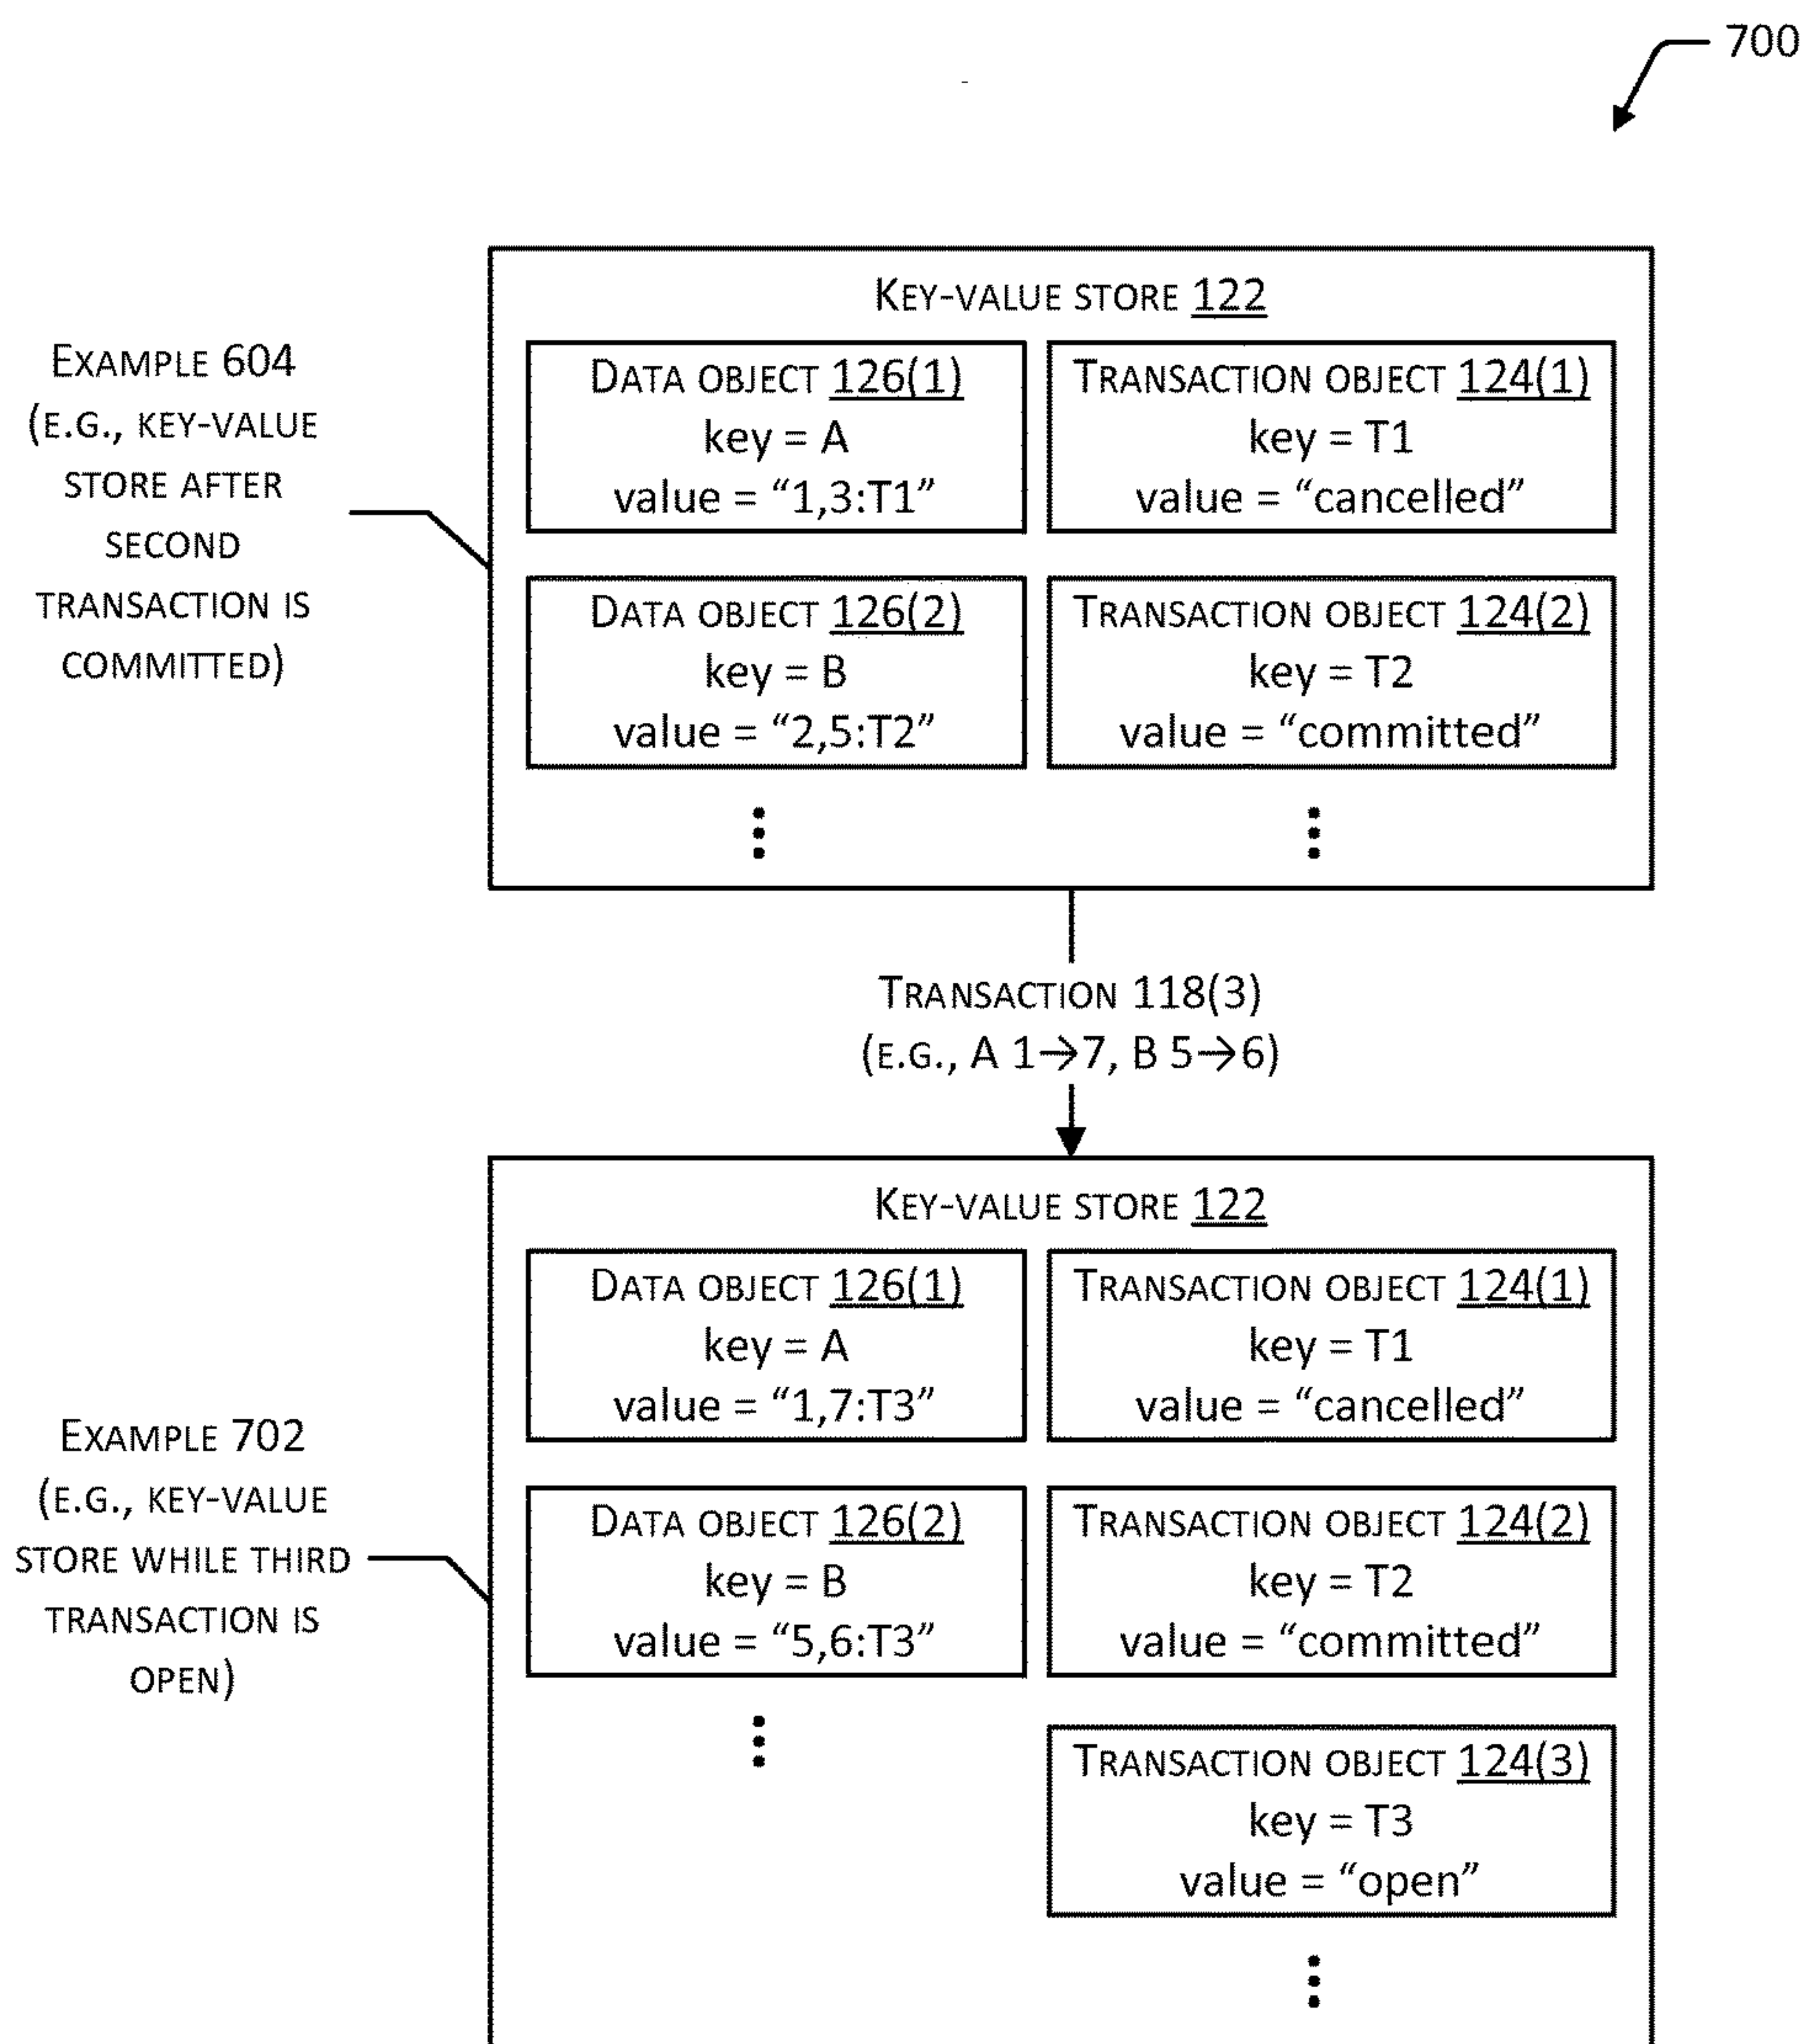 700
KEY-VALUE STORE 122
EXAMPLE 604
(E.G., KEY-VALUE
STORE AFTER
SECOND
TRANSACTION IS
COMMITTED)
DATA OBJECT 126(1)
key = A
value = “1,3:T1”
TRANSACTION OBJECT 124(1)
key = T1
value = “cancelled”
DATA OBJECT 126(2)
key = B
value = “2,5:T2”
TRANSACTION OBJECT 124(2)
key = T2
value = “committed”
TRANSACTION 118(3)
(E.G., A 1→7, B 5→6)
KEY-VALUE STORE 122
EXAMPLE 702
(E.G., KEY-VALUE
STORE WHILE THIRD
TRANSACTION IS
OPEN)
DATA OBJECT 126(1)
key = A
value = “1,7:T3”
TRANSACTION OBJECT 124(1)
key = T1
value = “cancelled”
DATA OBJECT 126(2)
key = B
value = “5,6:T3”
TRANSACTION OBJECT 124(2)
key = T2
value = “committed”
TRANSACTION OBJECT 124(3)
key = T3
value = “open”